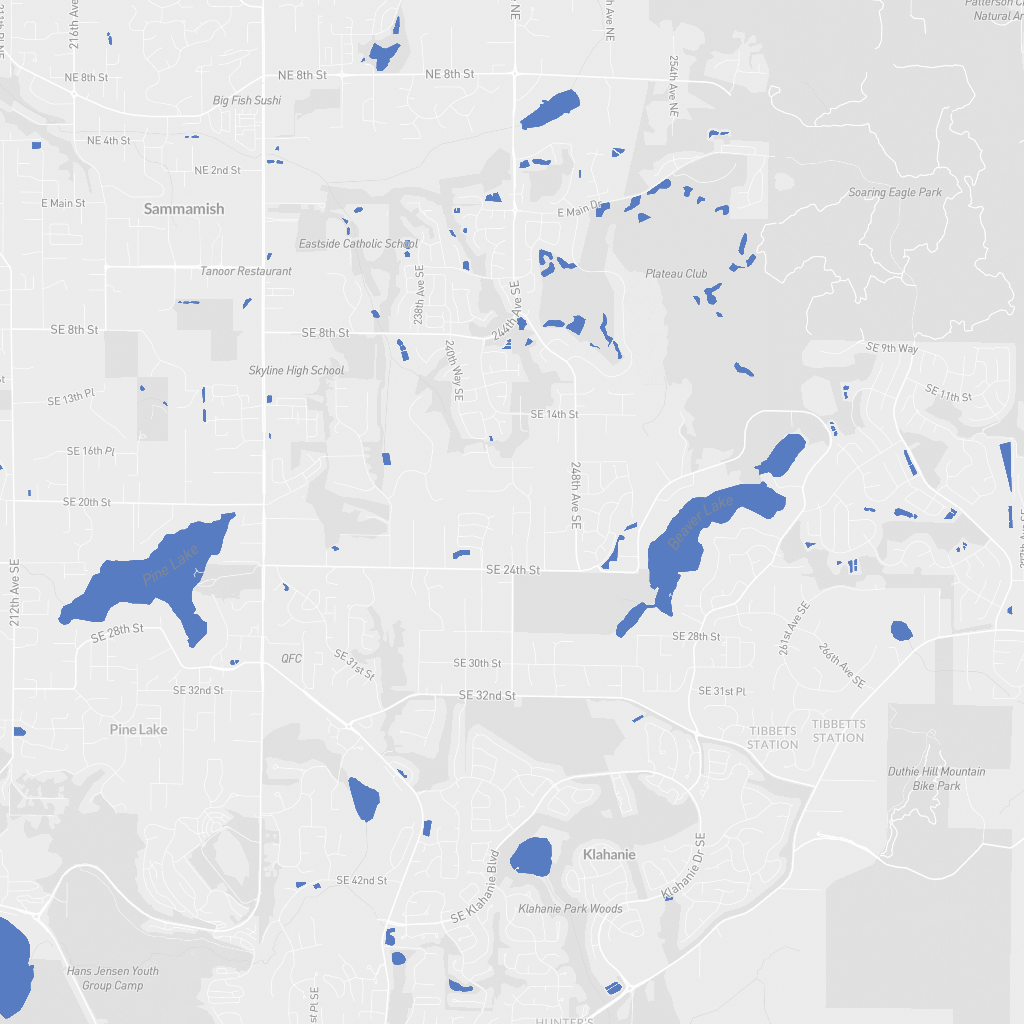 Patterson C
Natural Ar
216th Ave
NE 8th St
NE 8th St
NE 8th St
254th Ave NE
Big Fish Sushi
NE 4th St
NE 2nd St
E Main St
Sammamish
E Main Dr
Soaring Eagle Park
Eastside Catholic School
Tanoor Restaurant
Plateau Club
238th Ave SE
244th Ave SE
SE 8th St
SE 8th St
SE 9th Way
240th Way SE
Skyline High School
SE 13th Pl
SE 11th St
SE 14th St
SE 16th Pl
248th Ave SE
SE 20th St
Beaver Lake
Pine Lake
SE 24th St
212th Ave SE
SE 28th St
SE 28th St
261st Ave SE
266th Ave SE
QFC
SE 31st St
SE 30th St
SE 32nd St
SE 32nd St
SE 31st Pl
Pine Lake
TIBBETS
STATION
TIBBETTS
STATION
Duthie Hill Mountain
Bike Park
Klahanie
SE 42nd St
SE Klahanie Blvd
Klahanie Dr SE
Klahanie Park Woods
Hans Jensen Youth
Group Camp
st Pl SE
HUNTER'S